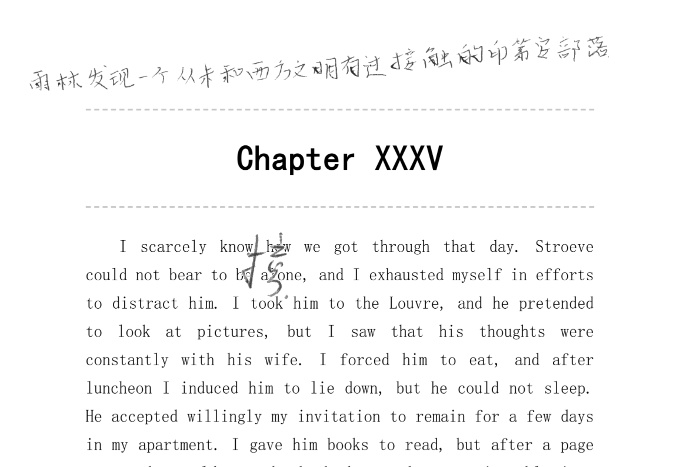 雨林发现一个从未和西方文明有过接触的印第安部落
Chapter XXXV
I scarcely know how we got through that day. Stroeve
could not bear to be alone, and I exhausted myself in efforts
to distract him. I took him to the Louvre, and he pretended
to look at pictures, but I saw that his thoughts were
constantly with his wife. I forced him to eat, and after
luncheon I induced him to lie down, but he could not sleep.
He accepted willingly my invitation to remain for a few days
in my apartment. I gave him books to read, but after a page